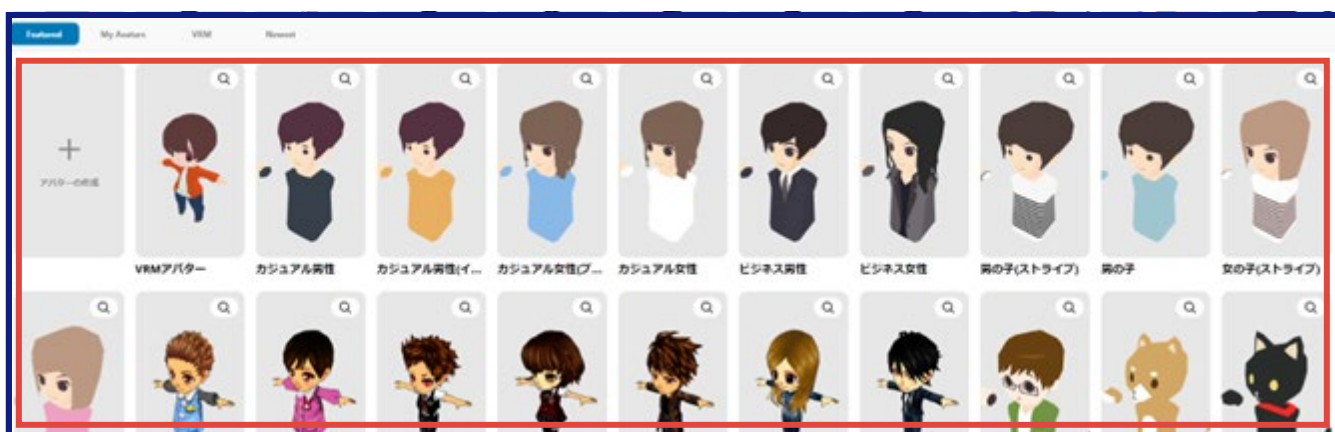 Featured
My Avatars
VRM
Newest
アバターの作成
VRMアバター
カジュアル男性
カジュアル男性(イ...
カジュアル女性(ブ...
カジュアル女性
ビジネス男性
ビジネス女性
男の子(ストライプ)
男の子
女の子(ストライプ)